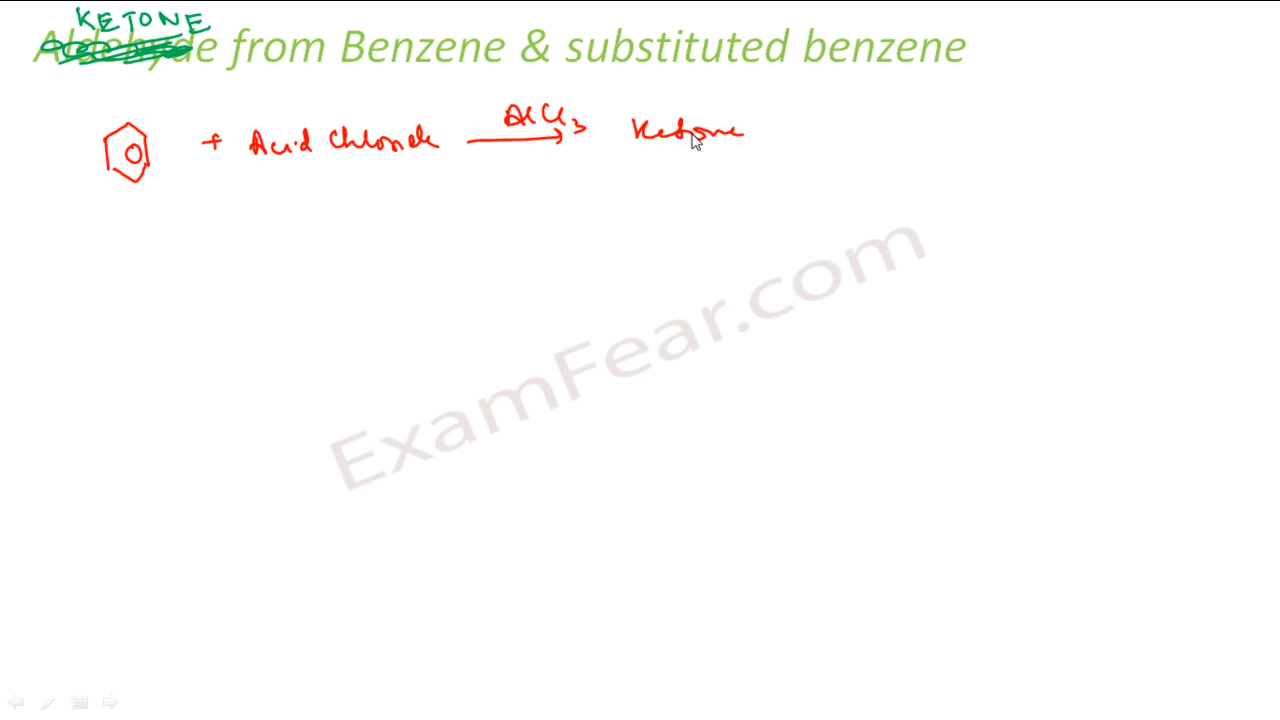 KETONE
Aldehyde from Benzene & substituted benzene
+ Acid Chloride AlCl3 Ketone
ExamFear.com